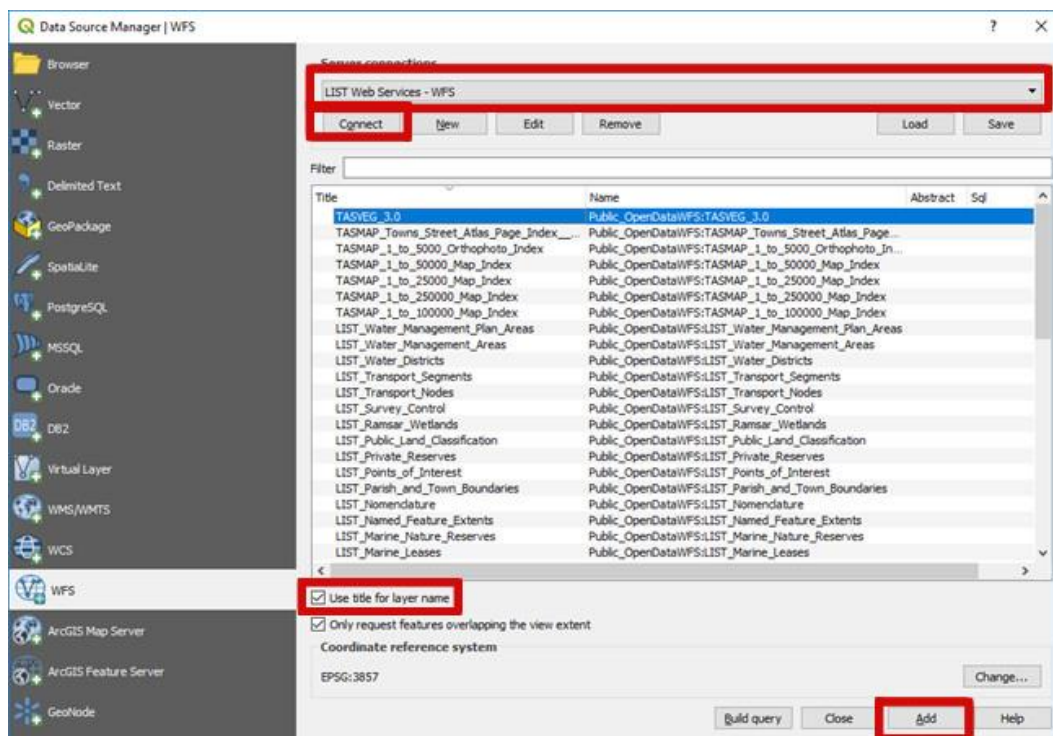 Data Source Manager | WFS
?
Browser
Vector
Raster
Delimited Text
GeoPackage
SpatiaLite
PostgreSQL
MSSQL
Oracle
DB2
DB2
Virtual Layer
WMS/WMTS
WCS
WFS
ArcGIS Map Server
ArcGIS Feature Server
GeoNode
Server connections
LIST Web Services - WFS
Connect New Edit Remove Load Save
Filter
Title Name Abstract Sql
TASVEG_3.0 Public_OpenDataWFS:TASVEG_3.0
TASMAP_Towns_Street_Atlas_Page_Index__... Public_OpenDataWFS:TASMAP_Towns_Street_Atlas_Page...
TASMAP_1_to_5000_Orthophoto_Index Public_OpenDataWFS:TASMAP_1_to_5000_Orthophoto_In...
TASMAP_1_to_50000_Map_Index Public_OpenDataWFS:TASMAP_1_to_50000_Map_Index
TASMAP_1_to_25000_Map_Index Public_OpenDataWFS:TASMAP_1_to_25000_Map_Index
TASMAP_1_to_250000_Map_Index Public_OpenDataWFS:TASMAP_1_to_250000_Map_Index
TASMAP_1_to_100000_Map_Index Public_OpenDataWFS:TASMAP_1_to_100000_Map_Index
LIST_Water_Management_Plan_Areas Public_OpenDataWFS:LIST_Water_Management_Plan_Areas
LIST_Water_Management_Areas Public_OpenDataWFS:LIST_Water_Management_Areas
LIST_Water_Districts Public_OpenDataWFS:LIST_Water_Districts
LIST_Transport_Segments Public_OpenDataWFS:LIST_Transport_Segments
LIST_Transport_Nodes Public_OpenDataWFS:LIST_Transport_Nodes
LIST_Survey_Control Public_OpenDataWFS:LIST_Survey_Control
LIST_Ramsar_Wetlands Public_OpenDataWFS:LIST_Ramsar_Wetlands
LIST_Public_Land_Classification Public_OpenDataWFS:LIST_Public_Land_Classification
LIST_Private_Reserves Public_OpenDataWFS:LIST_Private_Reserves
LIST_Points_of_Interest Public_OpenDataWFS:LIST_Points_of_Interest
LIST_Parish_and_Town_Boundaries Public_OpenDataWFS:LIST_Parish_and_Town_Boundaries
LIST_Nomenclature Public_OpenDataWFS:LIST_Nomenclature
LIST_Named_Feature_Extents Public_OpenDataWFS:LIST_Named_Feature_Extents
LIST_Marine_Nature_Reserves Public_OpenDataWFS:LIST_Marine_Nature_Reserves
LIST_Marine_Leases Public_OpenDataWFS:LIST_Marine_Leases
Use title for layer name
Only request features overlapping the view extent
Coordinate reference system
EPSG:3857 Change...
Build query Close Add Help